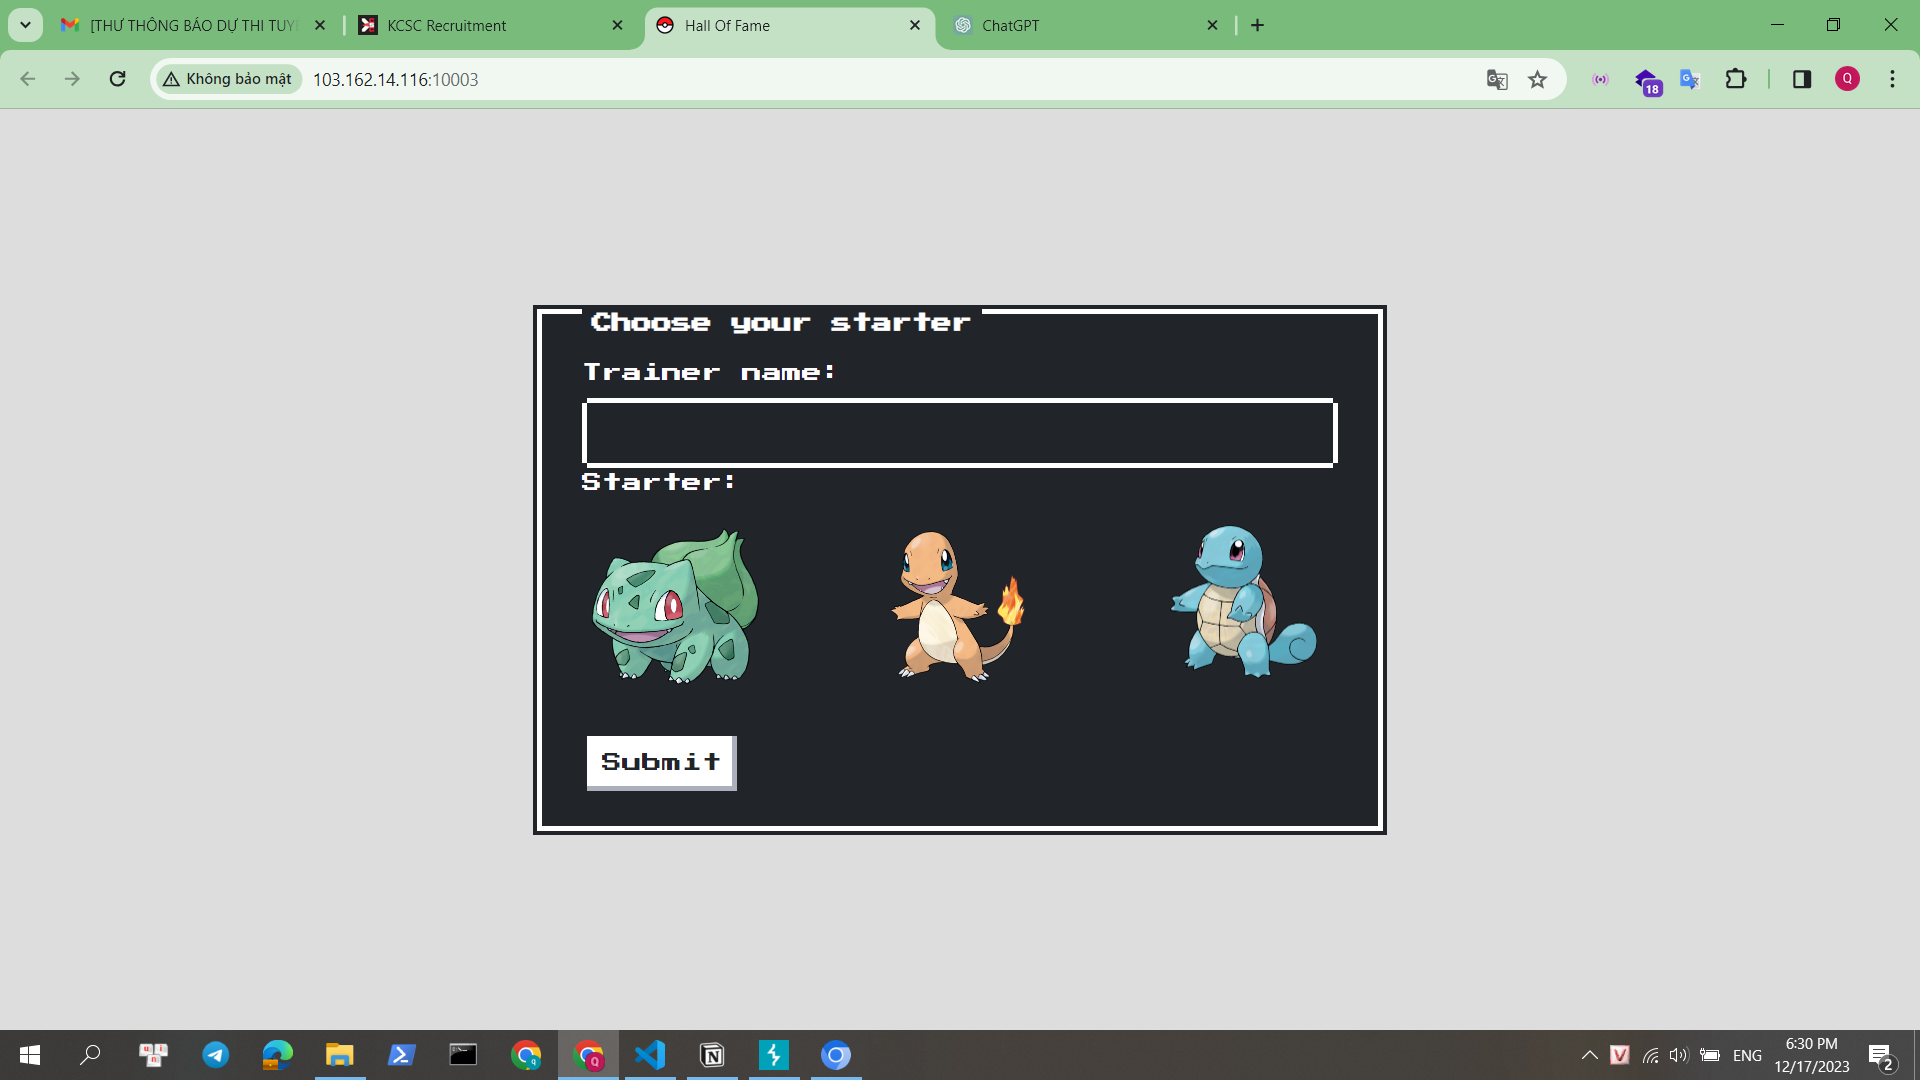 [THƯ THÔNG BÁO DỰ THI TUY
KCSC Recruitment
Hall Of Fame
ChatGPT
Không bảo mật
103.162.14.116:10003
18
Q
Choose your starter
Trainer name:
Starter:
Submit
ENG
6:30 PM
12/17/2023
2